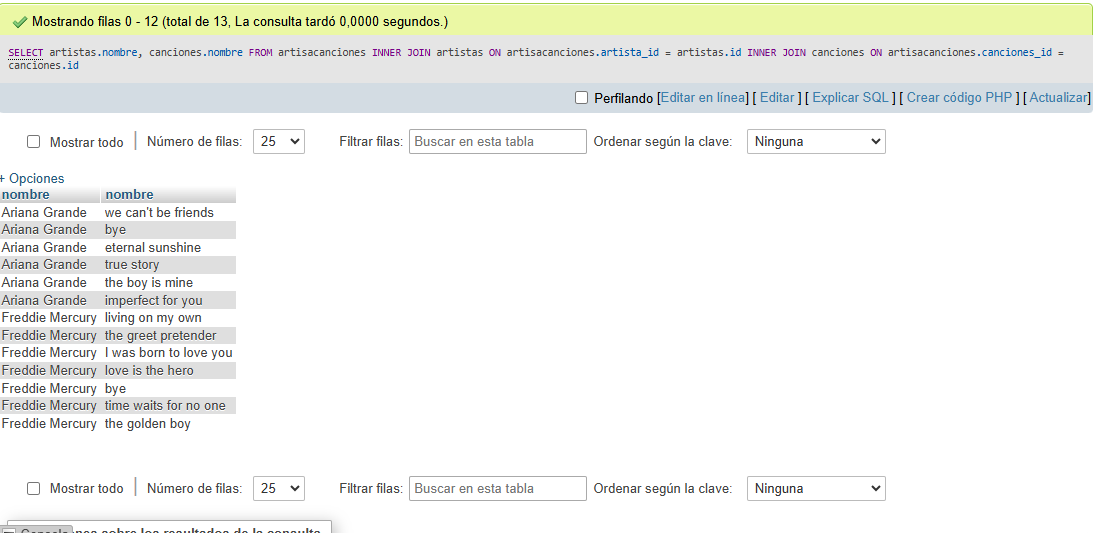 Mostrando filas 0 - 12 (total de 13, La consulta tardó 0,0000 segundos.)
SELECT artistas.nombre, canciones.nombre FROM artisacanciones INNER JOIN artistas ON artisacanciones.artista_id = artistas.id INNER JOIN canciones ON artisacanciones.canciones_id =
canciones.id
Perfilando [Editar en línea] [ Editar ] [ Explicar SQL ] [ Crear código PHP ] [ Actualizar]
Mostrar todo | Número de filas: 25 Filtrar filas: Buscar en esta tabla Ordenar según la clave: Ninguna
+ Opciones
nombre nombre
Ariana Grande we can't be friends
Ariana Grande bye
Ariana Grande eternal sunshine
Ariana Grande true story
Ariana Grande the boy is mine
Ariana Grande imperfect for you
Freddie Mercury living on my own
Freddie Mercury the greet pretender
Freddie Mercury I was born to love you
Freddie Mercury love is the hero
Freddie Mercury bye
Freddie Mercury time waits for no one
Freddie Mercury the golden boy
Mostrar todo | Número de filas: 25 Filtrar filas: Buscar en esta tabla Ordenar según la clave: Ninguna
Consola sobre los resultados de la consulta